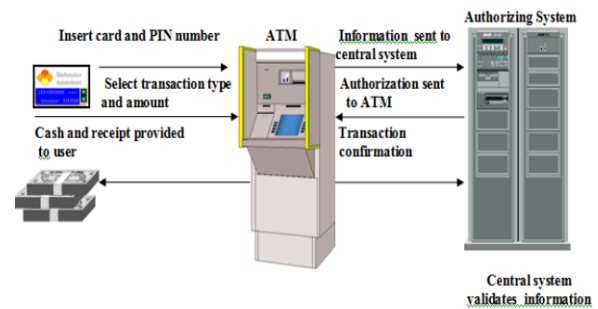 Insert card and PIN number
ATM
Information sent to
central system
Authorizing System
Select transaction type
and amount
Authorization sent
to ATM
Cash and receipt provided
to user
Transaction
confirmation
Central system
validates information